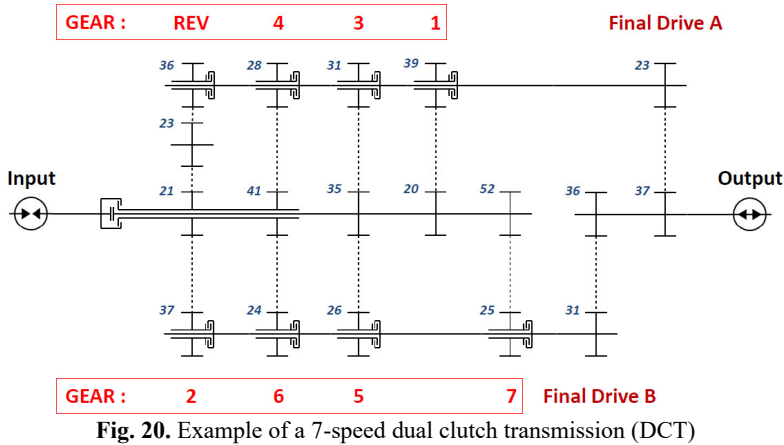 GEAR : REV 4 3 1 Final Drive A
36 28 31 39 23
23
Input 21 41 35 20 52 36 37 Output
37 24 26 25 31
GEAR : 2 6 5 7 Final Drive B
Fig. 20. Example of a 7-speed dual clutch transmission (DCT)